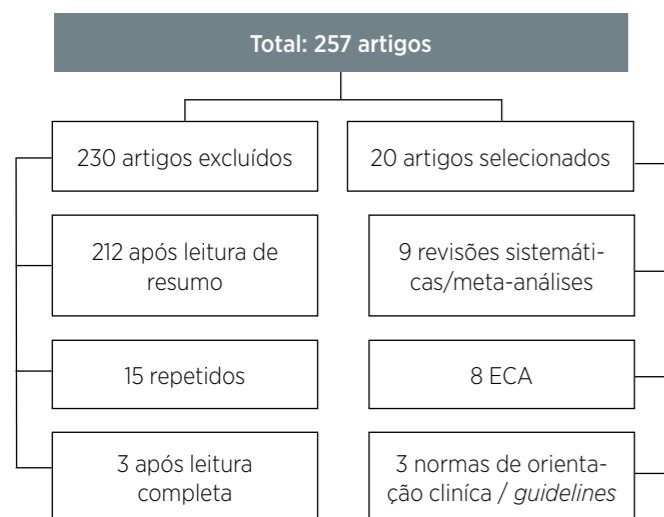 Total: 257 artigos
230 artigos excluídos
20 artigos selecionados
212 após leitura de
resumo
9 revisões sistemáti-
cas/meta-análises
15 repetidos
8 ECA
3 após leitura
completa
3 normas de orienta-
ção cliníca / guidelines